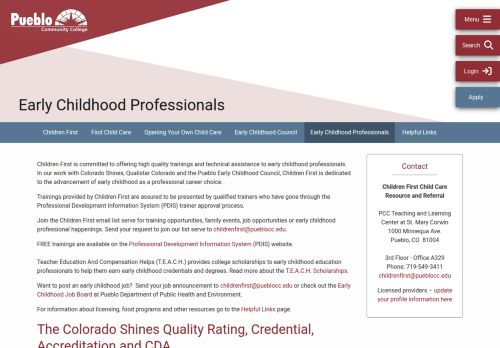 Pueblo
Community College
Menu
Search
Login
Apply
Early Childhood Professionals
Children First
Find Child Care
Opening Your Own Child Care
Early Childhood Council
Early Childhood Professionals
Helpful Links
Children First is committed to offering high quality trainings and technical assistance to early childhood professionals.
In our work with Colorado Shines, Qualistar Colorado and the Pueblo Early Childhood Council, Children First is
dedicated to the advancement of early childhood as a professional career choice.
Trainings provided by Children First are assured to be presented by qualified trainers who have gone through the
Professional Development Information System (PDIS) trainer approval process.
Join the Children First email list serve for training opportunities, family events, job opportunities or early childhood
professional happenings. Send your request to join our list serve to childrenfirst@pueblocc.edu.
FREE trainings are available on the Professional Development Information System (PDIS) website.
Teacher Education And Compensation Helps (T.E.A.C.H.) provides college scholarships to early childhood education
professionals to help them earn early childhood credentials and degrees. Read more about the T.E.A.C.H. Scholarships.
Want to post an early childhood job? Send your job announcement to childrenfirst@pueblocc.edu or check out the Early
Childhood Job Board at Pueblo Department of Public Health and Environment.
For information about licensing, food programs and other resources go to the Helpful Links page.
The Colorado Shines Quality Rating, Credential,
Accreditation and CDA
Contact
Children First Child Care
Resource and Referral
PCC Teaching and Learning
Center at St. Mary Corwin
1000 Minnequa Ave.
Pueblo, CO 81004
3rd Floor - Office A329
Phone: 719-549-3411
childrenfirst@pueblocc.edu
Licensed providers – update
your profile information here